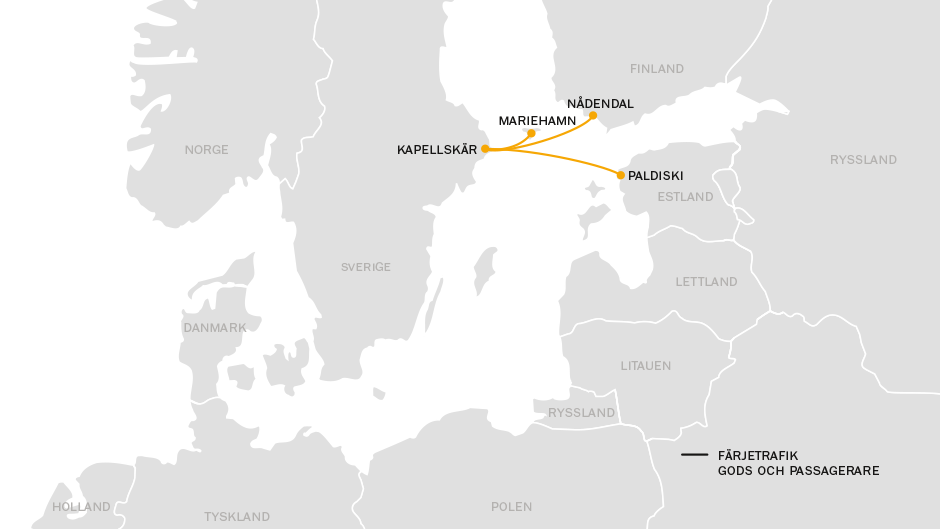 FINLAND
NÅDENDAL
MARIEHAMN
NORGE
KAPELLSKÄR
RYSSLAND
PALDISKI
ESTLAND
SVERIGE
LETTLAND
DANMARK
LITAUEN
RYSSLAND
FÄRJETRAFIK
GODS OCH PASSAGERARE
HOLLAND
POLEN
TYSKLAND